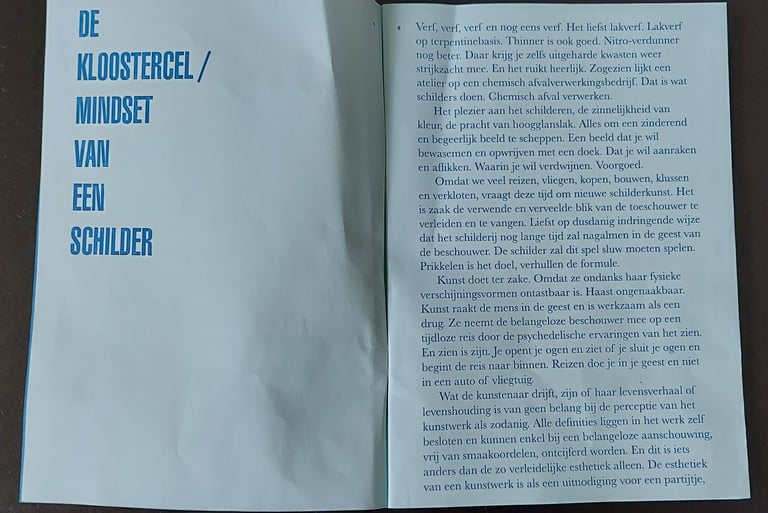 DE
KLOOSTERCEL /
MINDSET
VAN
EEN
SCHILDER
Verf, verf, verf en nog eens verf. Het liefst lakverf. Lakverf
op terpentinebasis. Thinner is ook goed. Nitro-verdunner
nog beter. Daar krijg je zelfs uitgeharde kwasten weer
strijkzacht mee. En het ruikt heerlijk. Zogezien lijkt een
atelier op een chemisch afvalverwerkingsbedrijf. Dat is wat
schilders doen. Chemisch afval verwerken.
Het plezier aan het schilderen, de zinnelijkheid van
kleur, de pracht van hoogglanslak. Alles om een zinderend
en begeerlijk beeld te scheppen. Een beeld dat je wil
bewasemen en opwrijven met een doek. Dat je wil aanraken
en aflikken. Waarin je wil verdwijnen. Voorgoed.
Omdat we veel reizen, vliegen, kopen, bouwen, klussen
en verkloten, vraagt deze tijd om nieuwe schilderkunst. Het
is zaak de verwende en verveelde blik van de toeschouwer te
verleiden en te vangen. Liefst op dusdanig indringende wijze
dat het schilderij nog lange tijd zal nagalmen in de geest van
de beschouwer. De schilder zal dit spel sluw moeten spelen.
Prikkelen is het doel, verhullen de formule.
Kunst doet ter zake. Omdat ze ondanks haar fysieke
verschijningsvormen ontastbaar is. Haast ongenaakbaar.
Kunst raakt de mens in de geest en is werkzaam als een
drug. Ze neemt de belangeloze beschouwer mee op een
tijdloze reis door de psychedelische ervaringen van het zien.
En zien is zijn. Je opent je ogen en ziet of je sluit je ogen en
begint de reis naar binnen. Reizen doe je in je geest en niet
in een auto of vliegtuig.
Wat de kunstenaar drijft, zijn of haar levensverhaal of
levenshouding is van geen belang bij de perceptie van het
kunstwerk als zodanig. Alle definities liggen in het werk zelf
besloten en kunnen enkel bij een belangeloze aanschouwing,
vrij van smaakoordelen, ontcijferd worden. En dit is iets
anders dan de zo verleidelijke esthetiek alleen. De esthetiek
van een kunstwerk is als een uitnodiging voor een partijtje,